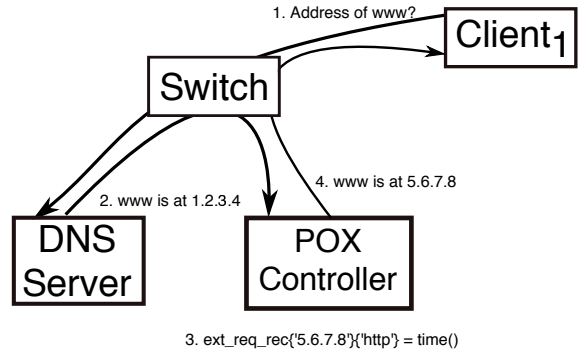 1. Address of www?
Client1
Switch
2. www is at 1.2.3.4
4. www is at 5.6.7.8
DNS
Server
POX
Controller
3. ext_req_rec{'5.6.7.8'}{'http'} = time()